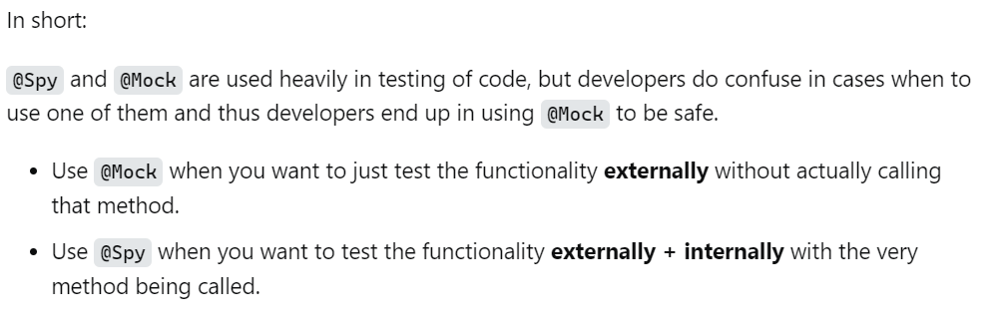 In short:
@Spy and @Mock are used heavily in testing of code, but developers do confuse in cases when to
use one of them and thus developers end up in using @Mock to be safe.
• Use @Mock when you want to just test the functionality externally without actually calling
that method.
• Use @Spy when you want to test the functionality externally + internally with the very
method being called.